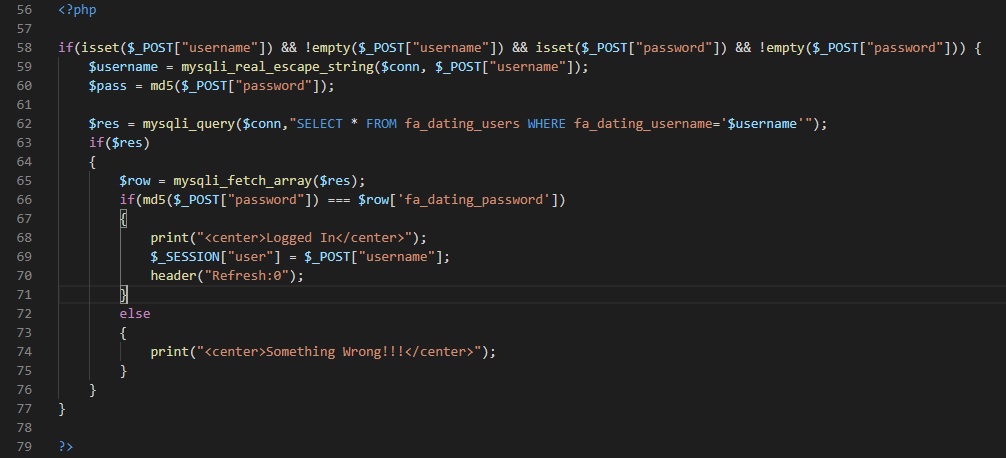 56 <?php
57
58 if(isset($_POST["username"]) && !empty($_POST["username"]) && isset($_POST["password"]) && !empty($_POST["password"])) {
59     $username = mysqli_real_escape_string($conn, $_POST["username"]);
60     $pass = md5($_POST["password"]);
61
62     $res = mysqli_query($conn,"SELECT * FROM fa_dating_users WHERE fa_dating_username='$username'");
63     if($res)
64     {
65         $row = mysqli_fetch_array($res);
66         if(md5($_POST["password"]) === $row['fa_dating_password'])
67         {
68             print("<center>Logged In</center>");
69             $_SESSION["user"] = $_POST["username"];
70             header("Refresh:0");
71         }
72         else
73         {
74             print("<center>Something Wrong!!!</center>");
75         }
76     }
77 }
78
79 ?>